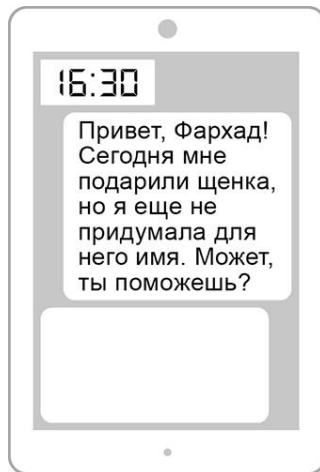 16:30
Привет, Фархад!
Сегодня мне
подарили щенка,
но я еще не
придумала для
него имя. Может,
ты поможешь?